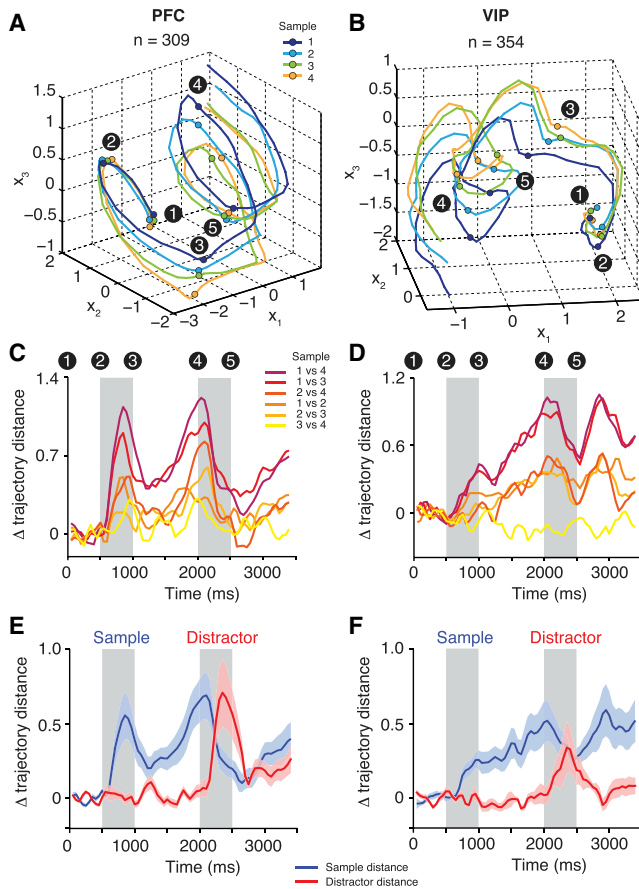 PFC
A
n = 309
Sample
1
2
3
4
VIP
B
n = 354
1.5
1
0.5
0
−0.5
−1
x3
2
1
0
−1
−2
x2
−3
−2
−1
0
1
x1
1
2
3
4
5
1
0.5
0
−0.5
−1
−1.5
−2
x3
2
1
0
x2
−1
0
1
2
x1
1
2
3
4
5
C
1
2
3
4
5
Sample
1 vs 4
1 vs 3
2 vs 4
1 vs 2
2 vs 3
3 vs 4
1.4
0.7
0
Δ trajectory distance
0
1000
2000
3000
Time (ms)
D
1
2
3
4
5
1.2
0.6
0
Δ trajectory distance
0
1000
2000
3000
Time (ms)
E
Sample
Distractor
1.0
0.5
0
Δ trajectory distance
0
1000
2000
3000
Time (ms)
F
Sample
Distractor
1.0
0.5
0
Δ trajectory distance
0
1000
2000
3000
Time (ms)
Sample distance
Distractor distance